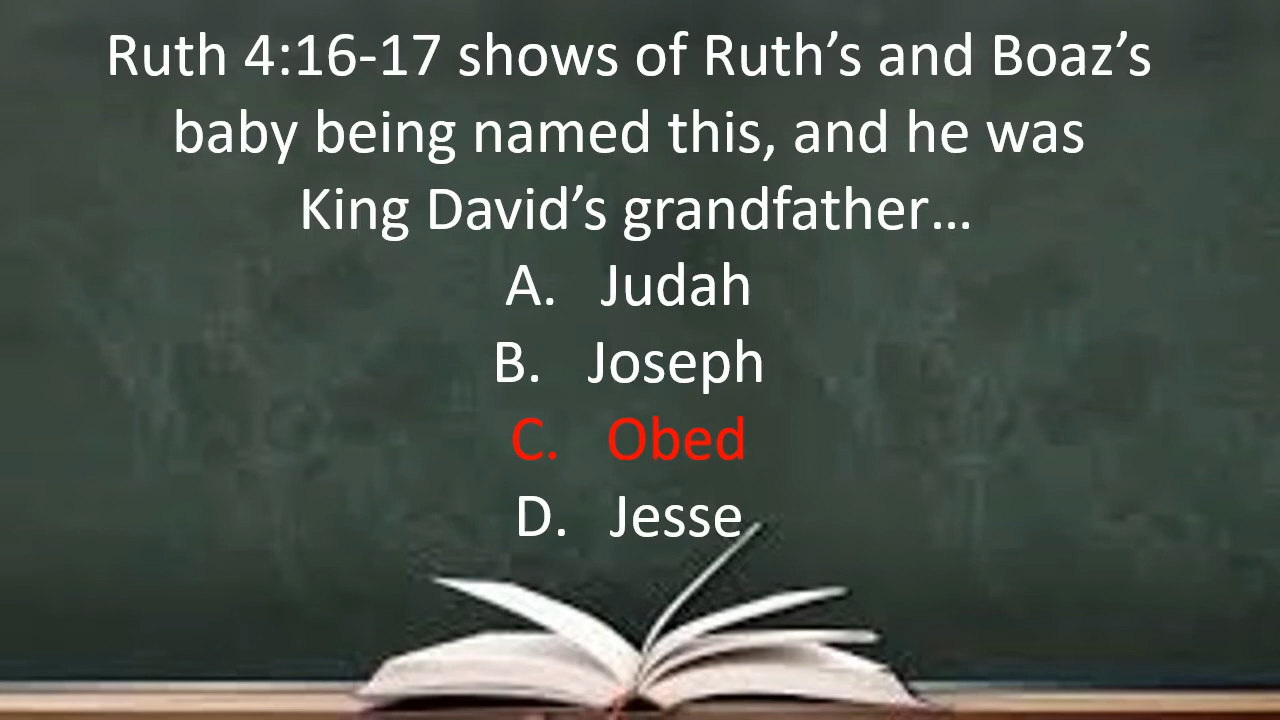 Ruth 4:16-17 shows of Ruth’s and Boaz’s
baby being named this, and he was
King David’s grandfather…
A. Judah
B. Joseph
C. Obed
D. Jesse